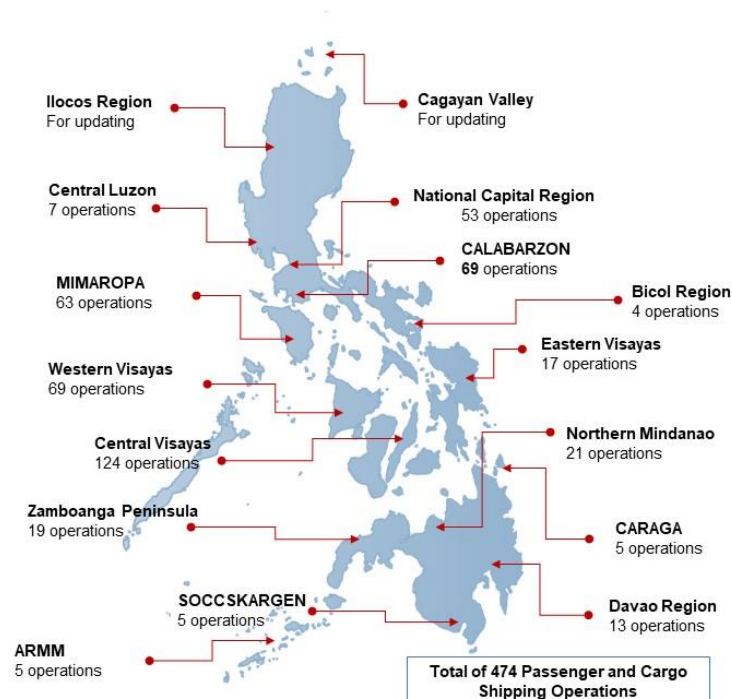 Ilocos Region
For updating
Cagayan Valley
For updating
Central Luzon
7 operations
National Capital Region
53 operations
CALABARZON
69 operations
MIMAROPA
63 operations
Bicol Region
4 operations
Eastern Visayas
17 operations
Western Visayas
69 operations
Central Visayas
124 operations
Northern Mindanao
21 operations
Zamboanga Peninsula
19 operations
CARAGA
5 operations
SOCCSKARGEN
5 operations
Davao Region
13 operations
ARMM
5 operations
Total of 474 Passenger and Cargo
Shipping Operations